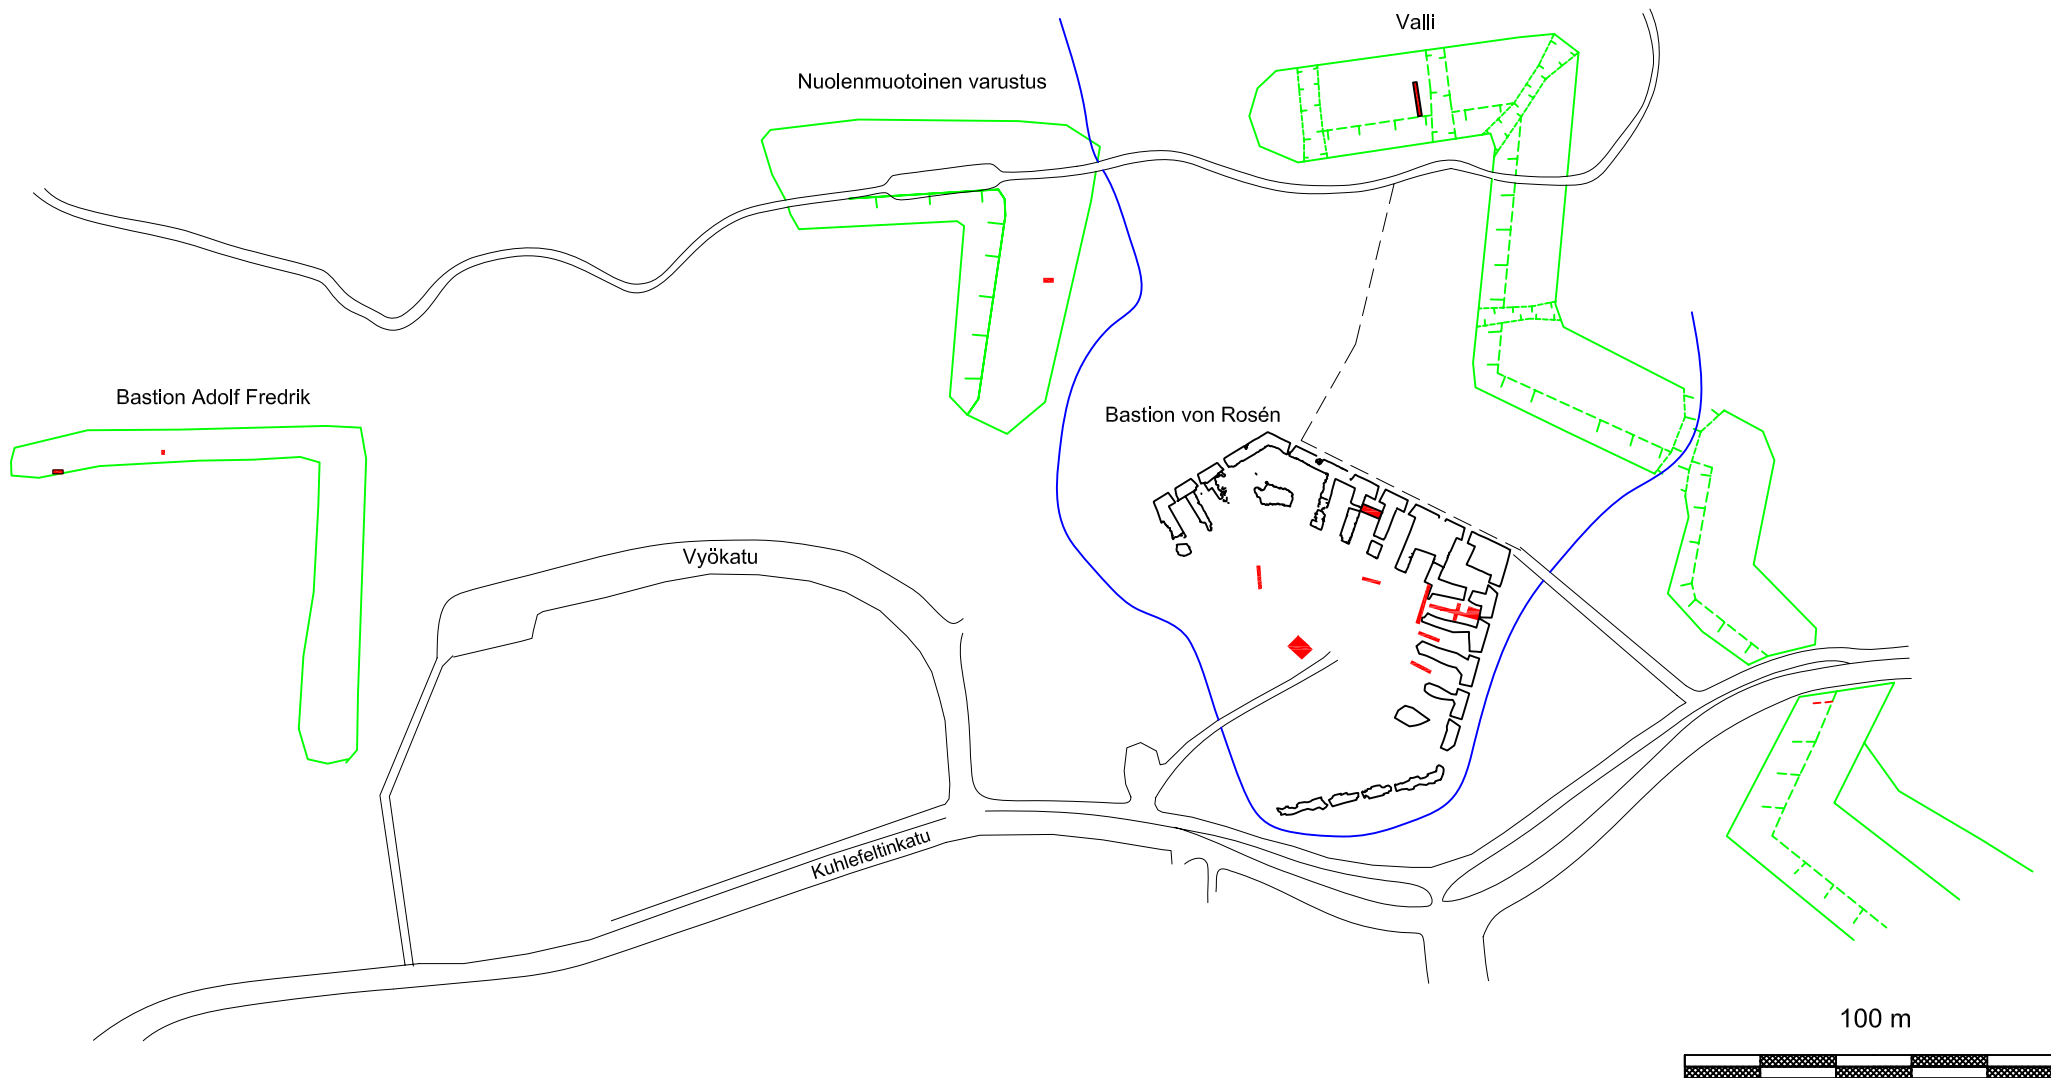 Valli
Nuolenmuotoinen varustus
Bastion Adolf Fredrik
Bastion von Rosén
Vyökatu
Kuhlefeltinkatu
100 m